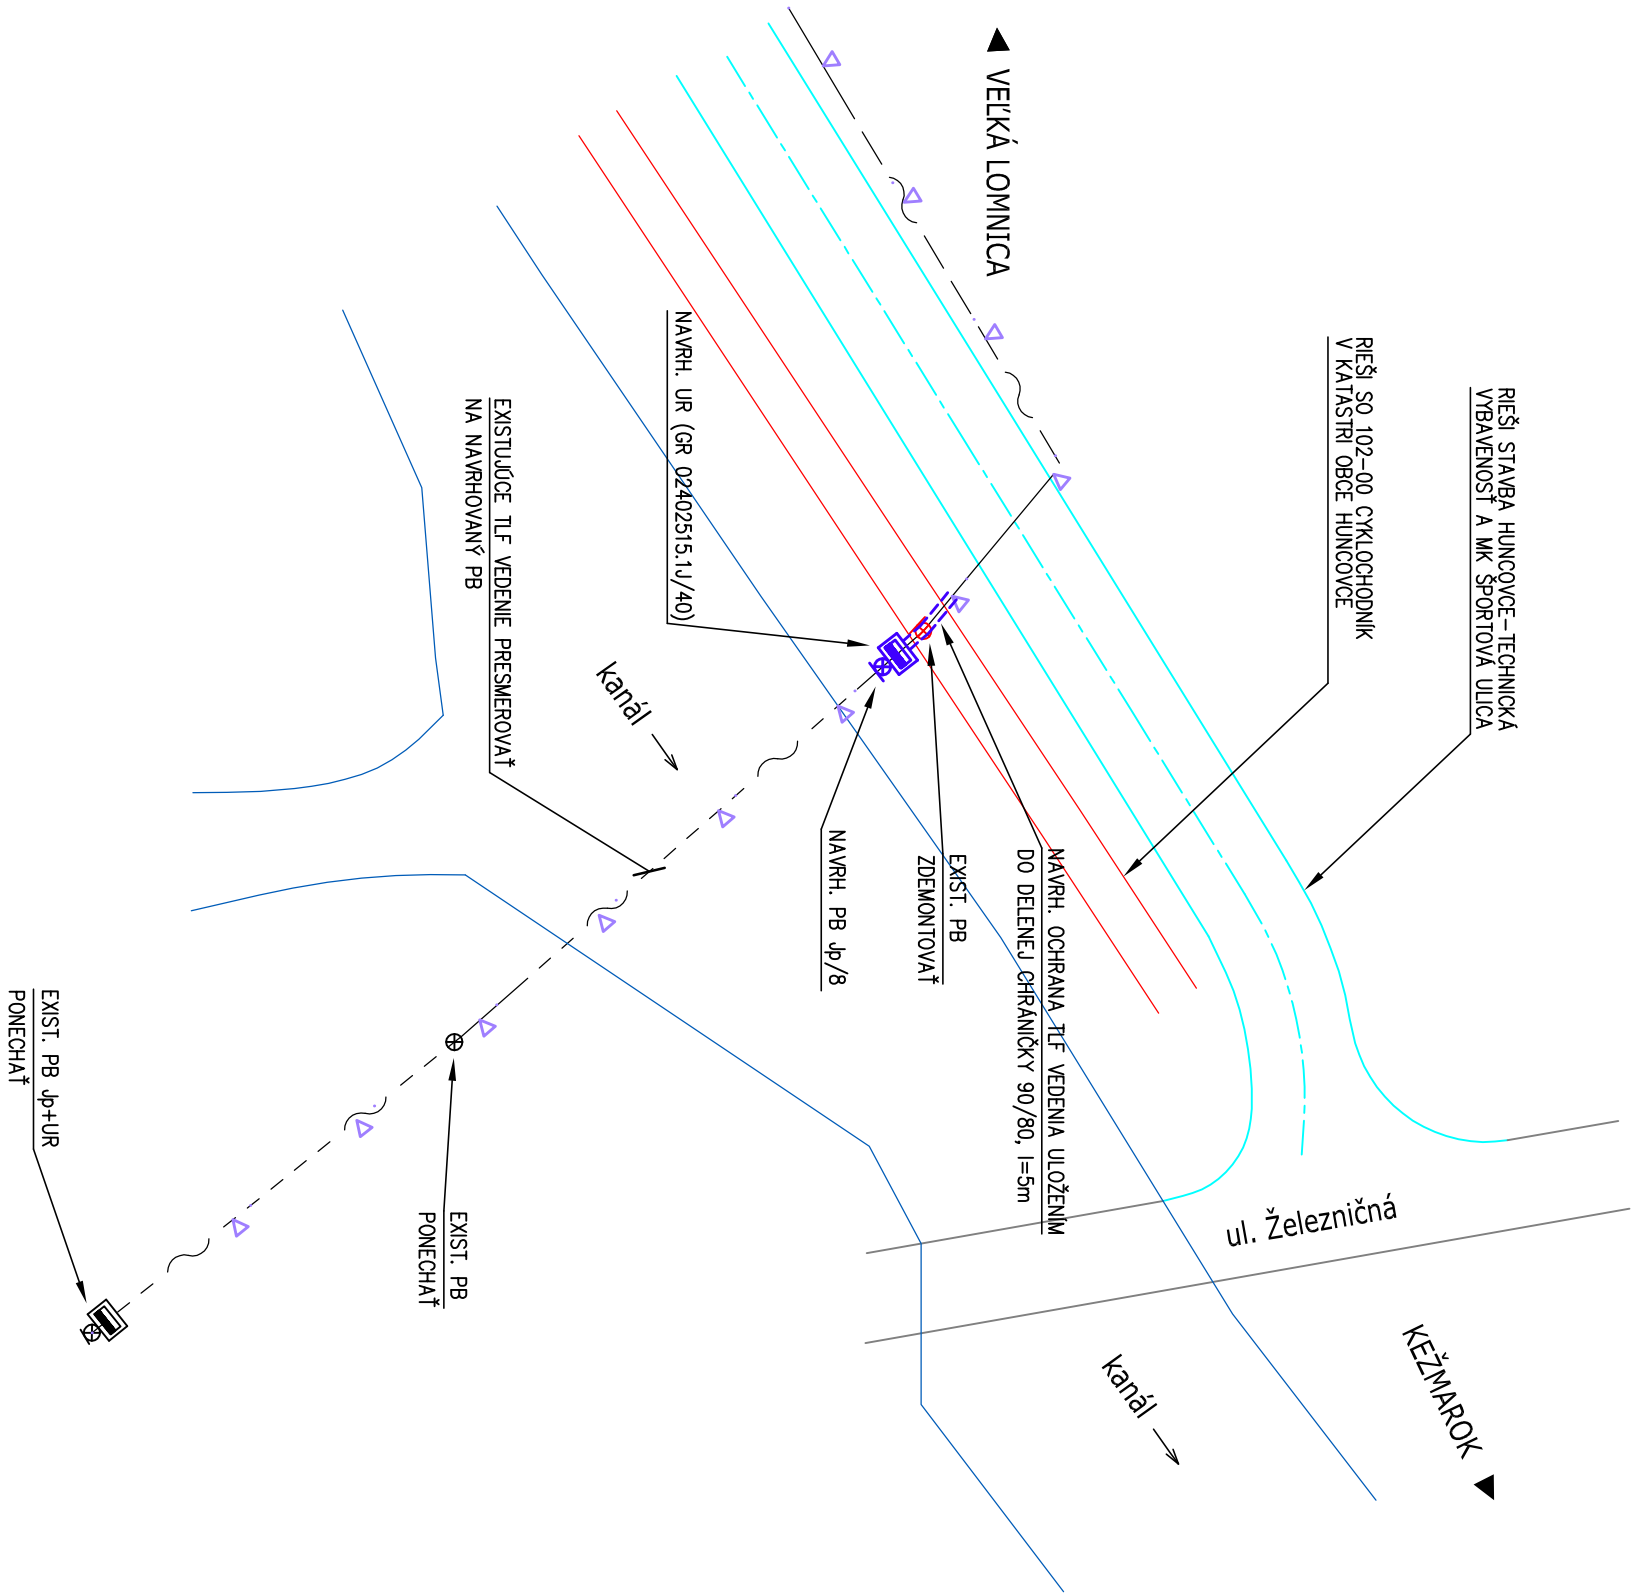 VEĽKÁ LOMNICA
RIEŠI STAVBA HUNCOVCE-TECHNICKÁ
VYBAVENOSŤ A MK ŠPORTOVÁ ULICA
RIEŠI SO 102-00 CYKLOCHODNÍK
V KATASTRI OBCE HUNCOVCE
NAVRH. UR (GR 02402515.1J/40)
EXISTUJÚCE TLF VEDENIE PRESMEROVAŤ
NA NAVRHOVANÝ PB
kanál
NAVRH. OCHRANA TLF VEDENIA ULOŽENÍM
DO DELENEJ CHRÁNIČKY 90/80, l=5m
EXIST. PB
ZDEMONTOVAŤ
NAVRH. PB Jp/8
EXIST. PB Jp+UR
PONECHAŤ
EXIST. PB
PONECHAŤ
ul. Železničná
kanál
KEŽMAROK